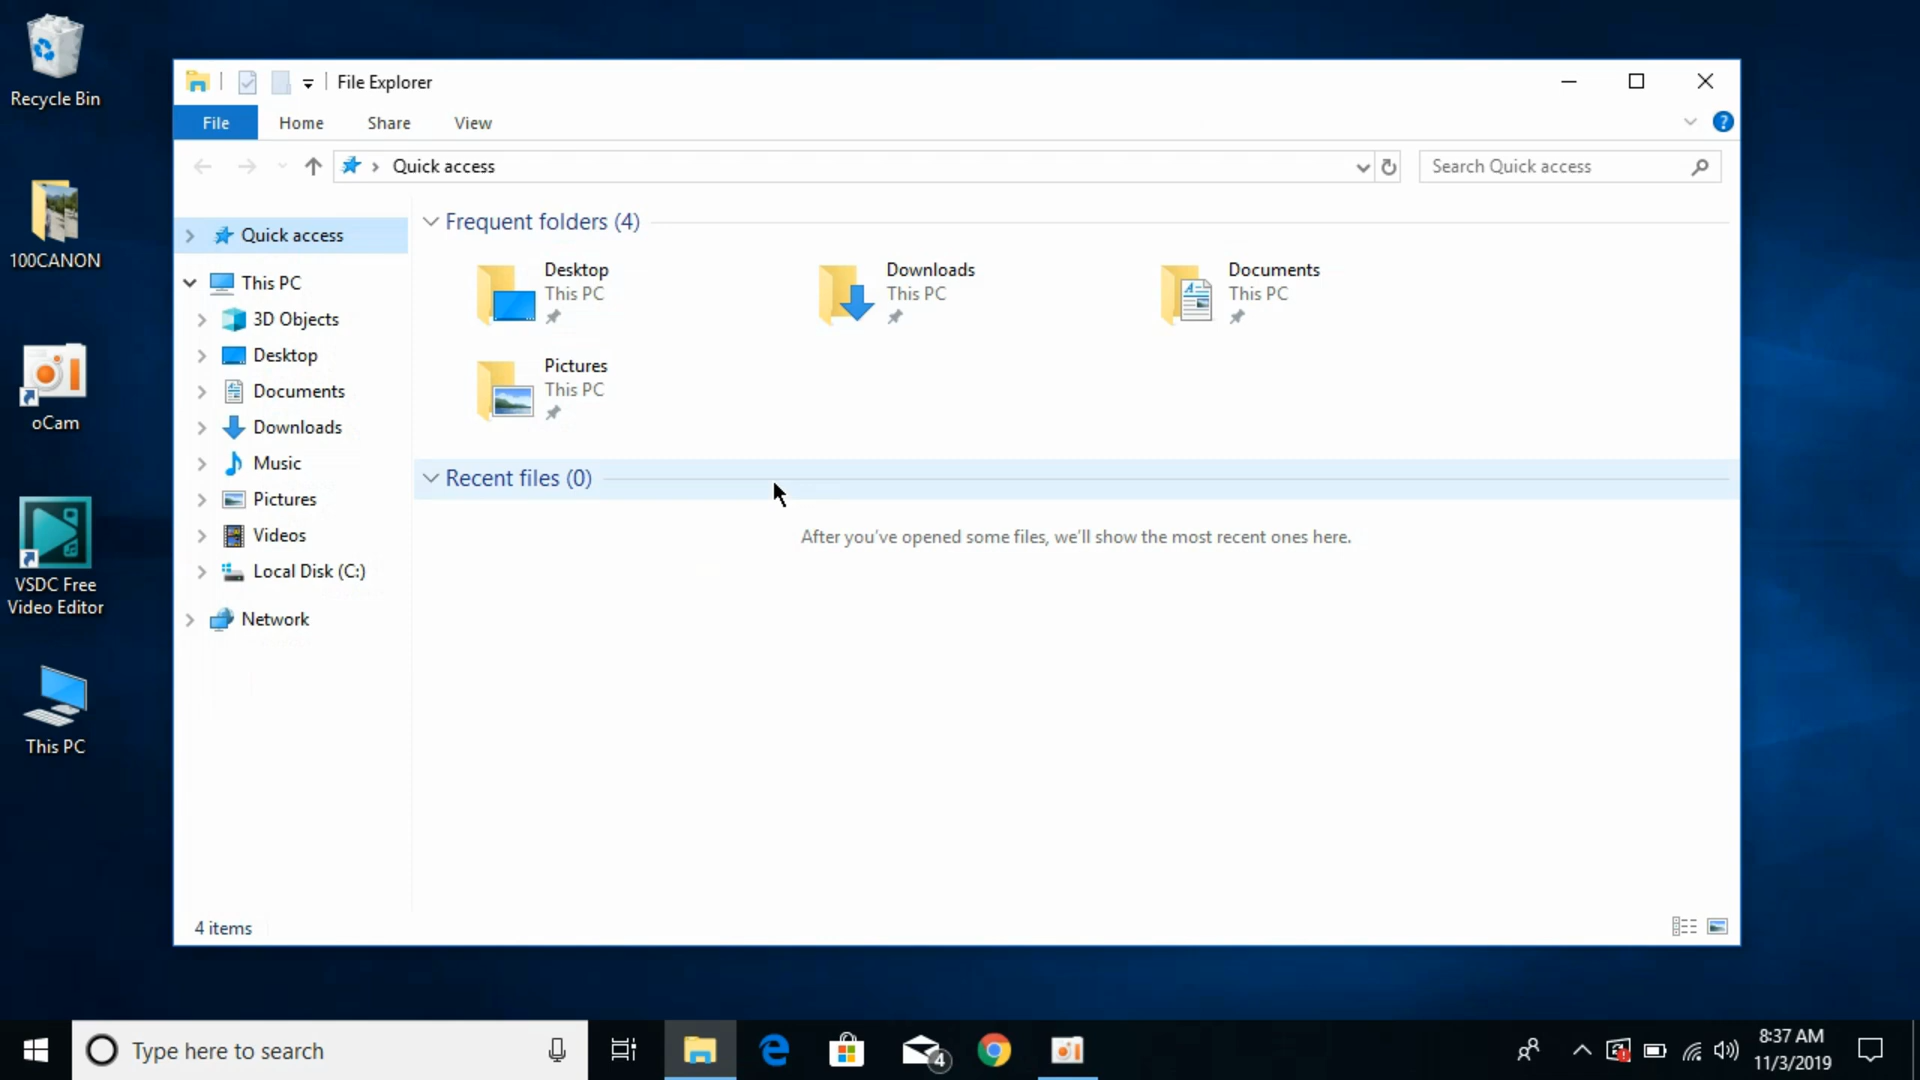 Recycle Bin
100CANON
oCam
VSDC Free
Video Editor
This PC
File Explorer
File
Home
Share
View
?
Quick access
Search Quick access
Quick access
This PC
3D Objects
Desktop
Documents
Downloads
Music
Pictures
Videos
Local Disk (C:)
Network
Frequent folders (4)
Desktop
This PC
Downloads
This PC
Documents
This PC
Pictures
This PC
Recent files (0)
After you've opened some files, we'll show the most recent ones here.
4 items
Type here to search
4
8:37 AM
11/3/2019